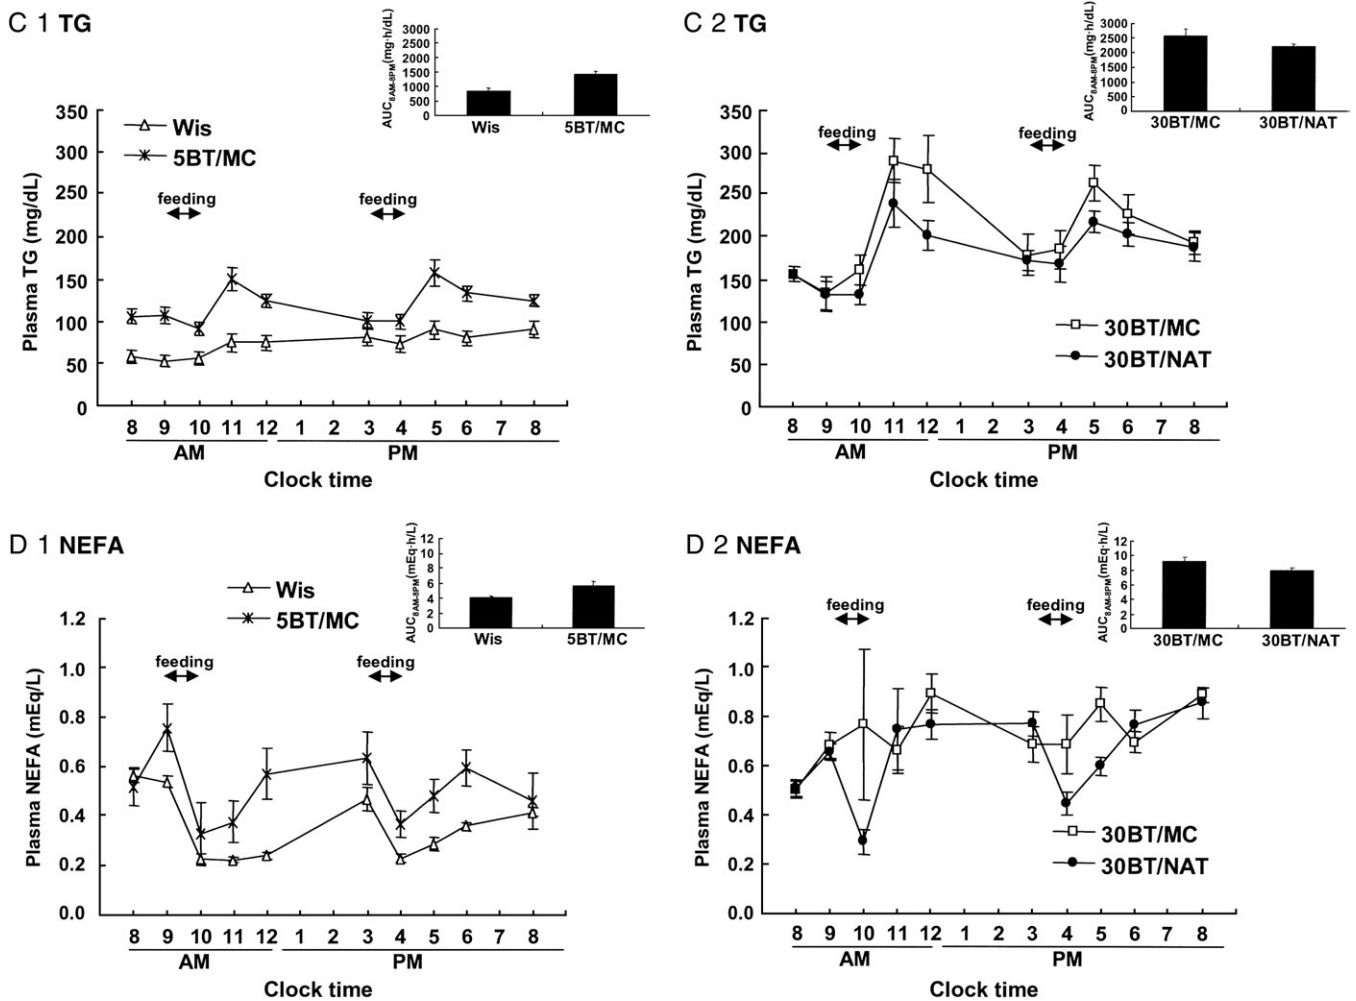 C 1 TG
AUC8AM-8PM(mg·h/dL)
3000
2500
2000
1500
1000
500
0
Wis
5BT/MC
Plasma TG (mg/dL)
350
300
250
200
150
100
50
0
Wis
5BT/MC
feeding
feeding
8 9 10 11 12 1 2 3 4 5 6 7 8
AM PM
Clock time
C 2 TG
AUC8AM-8PM(mg·h/dL)
3000
2500
2000
1500
1000
500
0
30BT/MC
30BT/NAT
Plasma TG (mg/dL)
350
300
250
200
150
100
50
0
feeding
feeding
30BT/MC
30BT/NAT
8 9 10 11 12 1 2 3 4 5 6 7 8
AM PM
Clock time
D 1 NEFA
AUC8AM-8PM(mEq·h/L)
12
10
8
6
4
2
0
Wis
5BT/MC
Plasma NEFA (mEq/L)
1.2
1.0
0.8
0.6
0.4
0.2
0.0
Wis
5BT/MC
feeding
feeding
8 9 10 11 12 1 2 3 4 5 6 7 8
AM PM
Clock time
D 2 NEFA
AUC8AM-8PM(mEq·h/L)
12
10
8
6
4
2
0
30BT/MC
30BT/NAT
Plasma NEFA (mEq/L)
1.2
1.0
0.8
0.6
0.4
0.2
0.0
feeding
feeding
30BT/MC
30BT/NAT
8 9 10 11 12 1 2 3 4 5 6 7 8
AM PM
Clock time